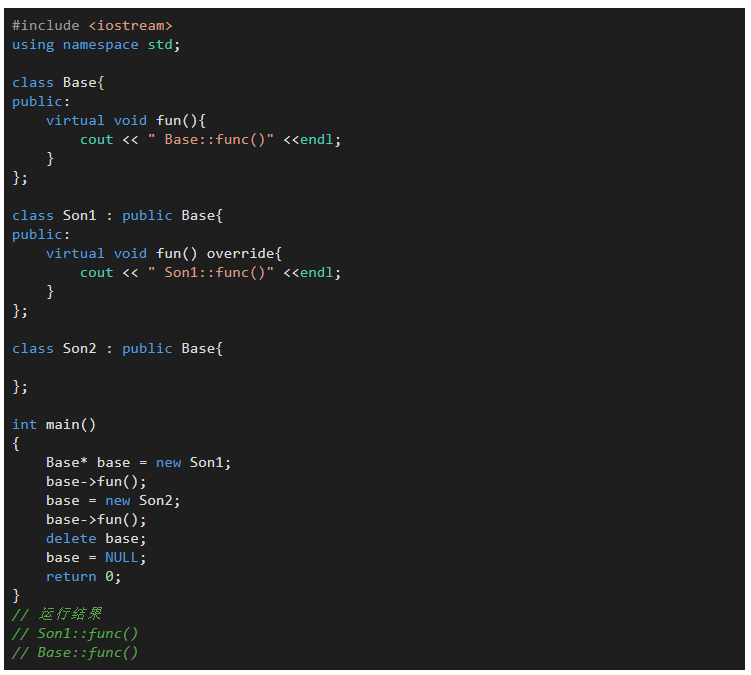 #include <iostream>
using namespace std;

class Base{
public:
    virtual void fun(){
        cout << " Base::func()" <<endl;
    }
};

class Son1 : public Base{
public:
    virtual void fun() override{
        cout << " Son1::func()" <<endl;
    }
};

class Son2 : public Base{

};

int main()
{
    Base* base = new Son1;
    base->fun();
    base = new Son2;
    base->fun();
    delete base;
    base = NULL;
    return 0;
}
// 运行结果
// Son1::func()
// Base::func()